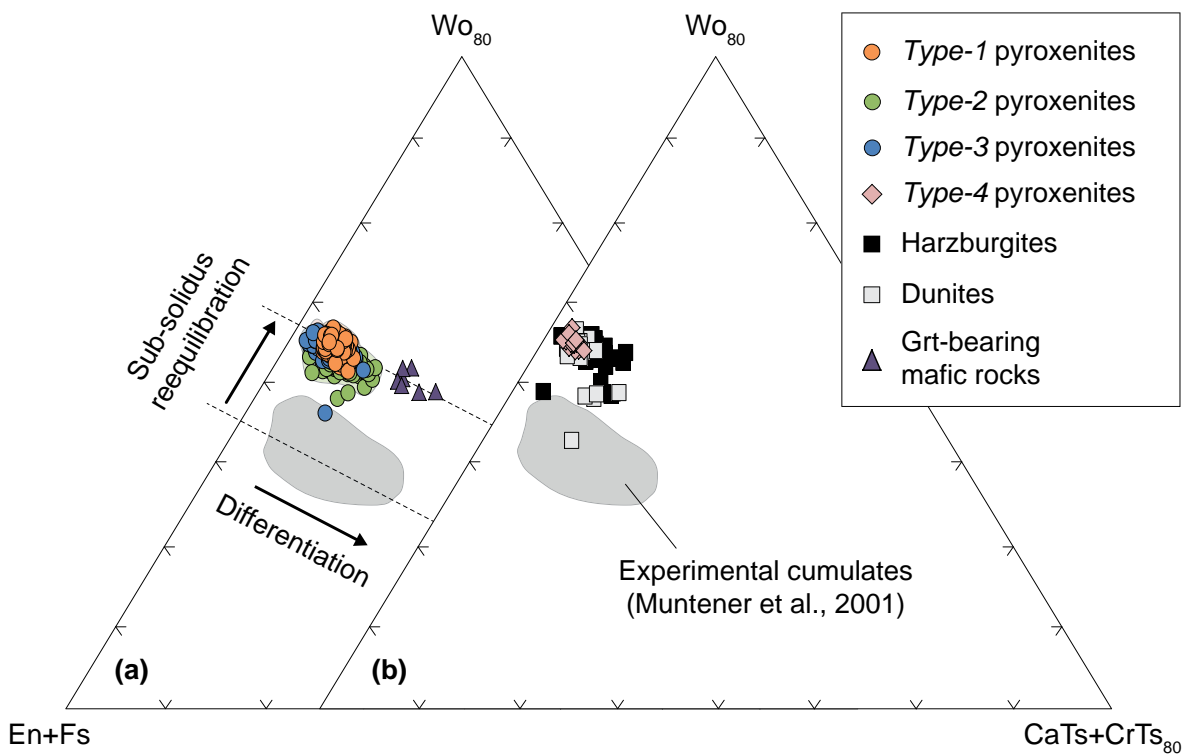 Wo80
Wo80
Type-1 pyroxenites
Type-2 pyroxenites
Type-3 pyroxenites
Type-4 pyroxenites
Harzburgites
Dunites
Grt-bearing
mafic rocks
Sub-solidus
reequilibration
Differentiation
Experimental cumulates
(Muntener et al., 2001)
(a)
(b)
En+Fs
CaTs+CrTs80